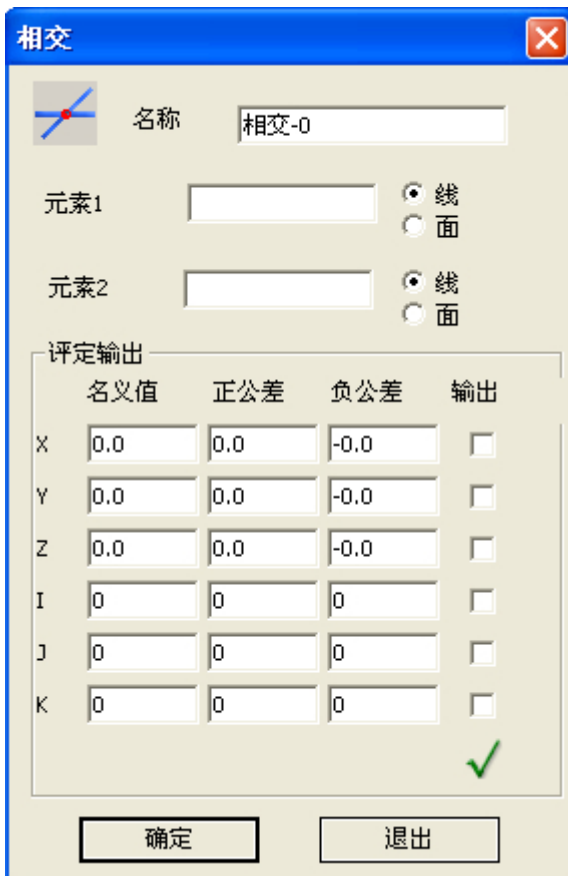 相交
名称 相交-0
元素1 线
面
元素2 线
面
评定输出
名义值 正公差 负公差 输出
X 0.0 0.0 -0.0
Y 0.0 0.0 -0.0
Z 0.0 0.0 -0.0
I 0 0 0
J 0 0 0
K 0 0 0
确定 退出